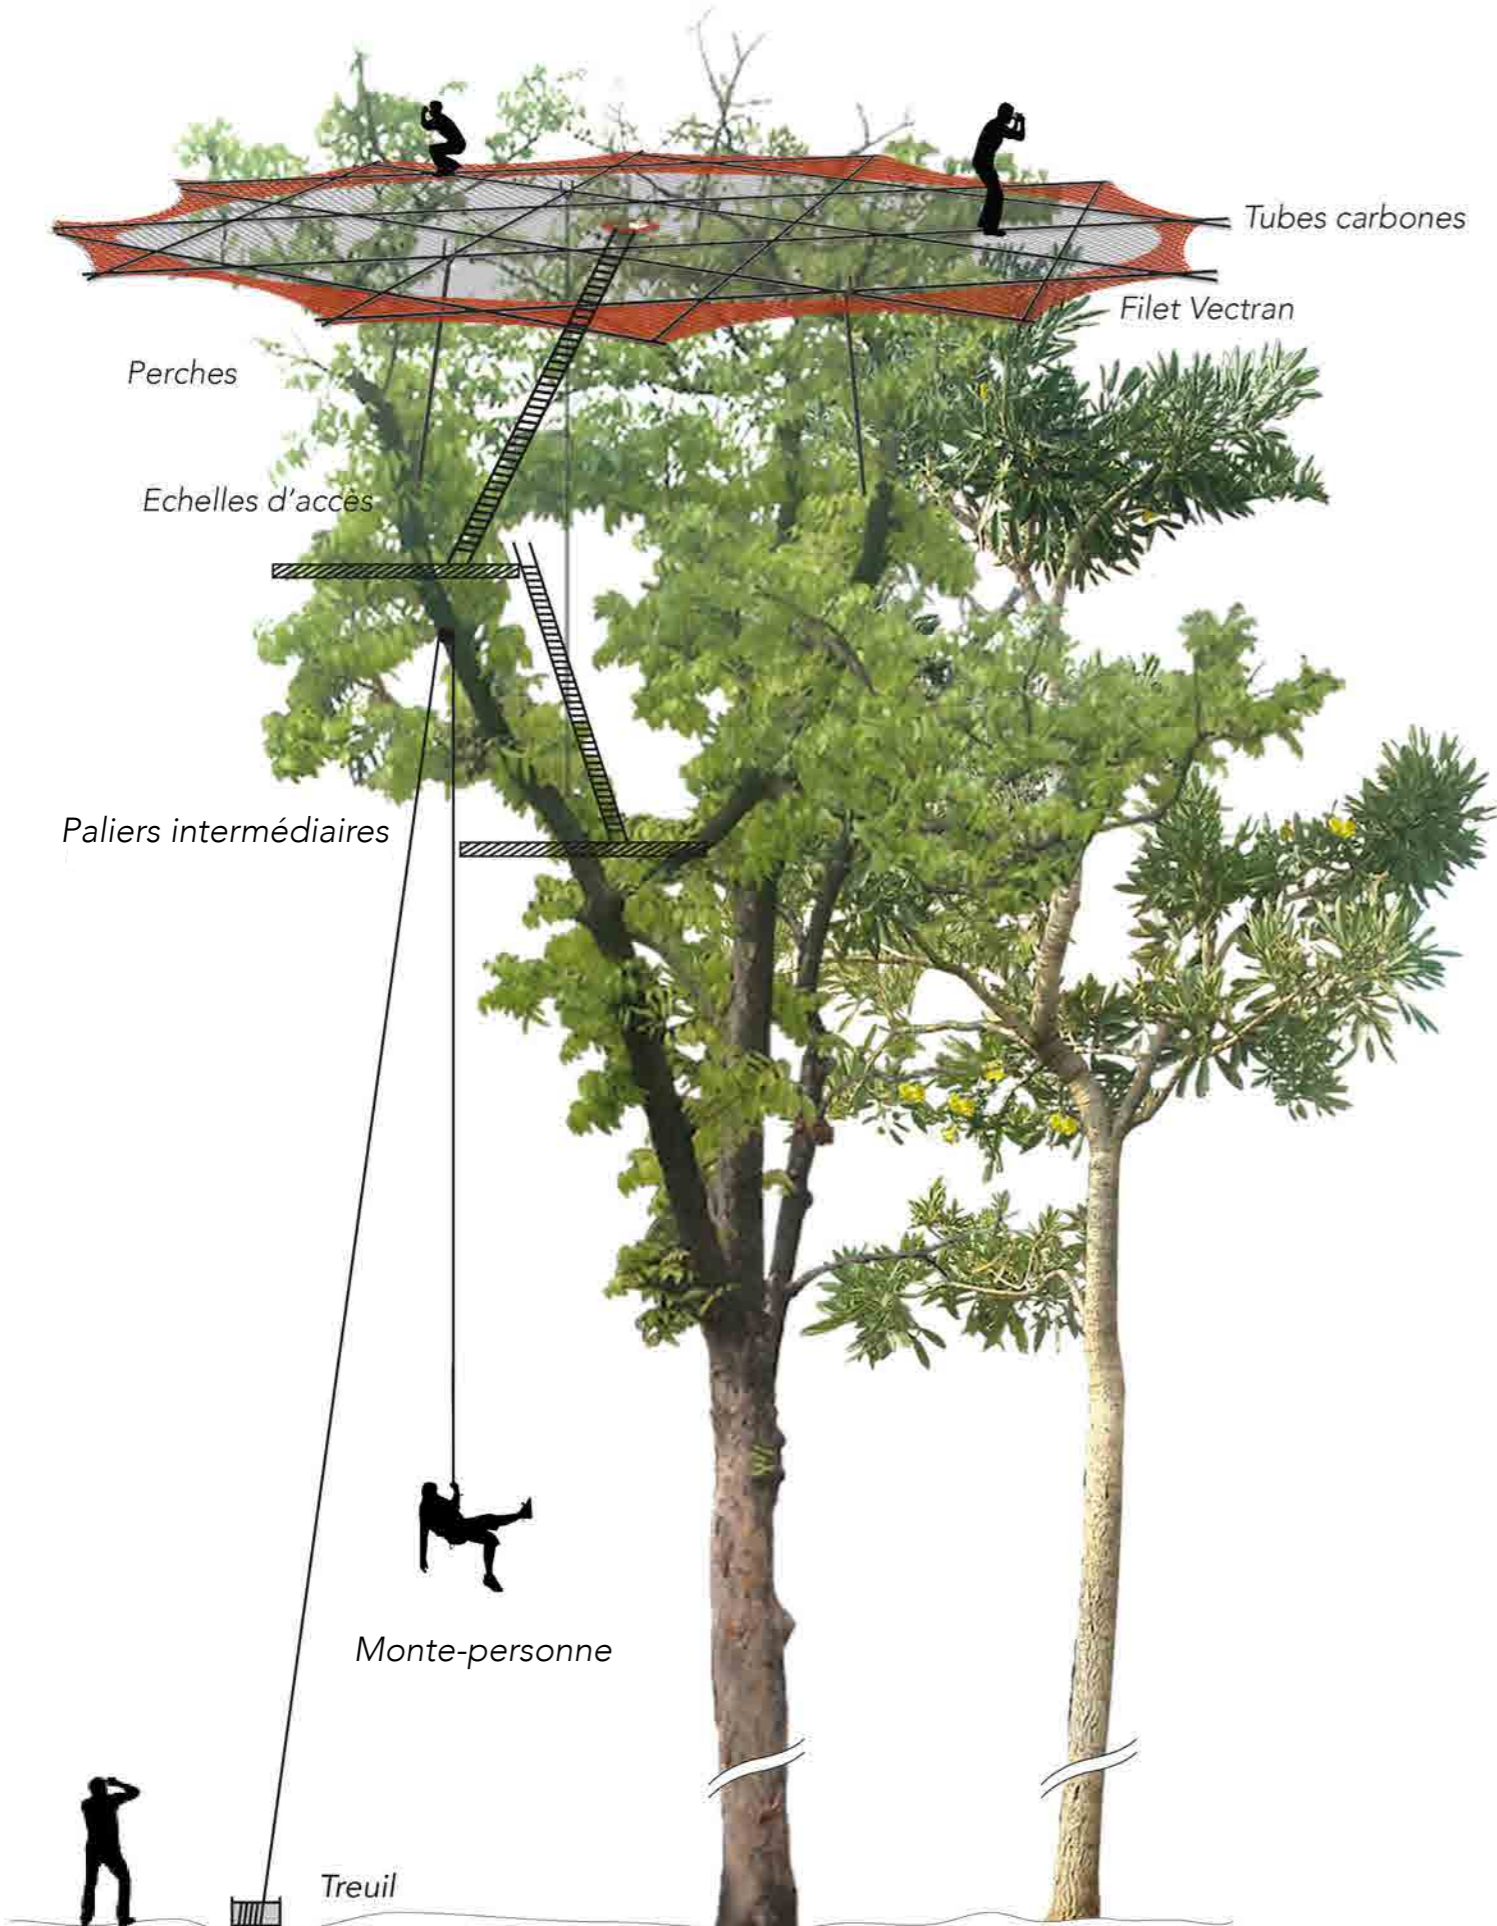 Tubes carbones
Filet Vectran
Perches
Echelles d'accès
Paliers intermédiaires
Monte-personne
Treuil